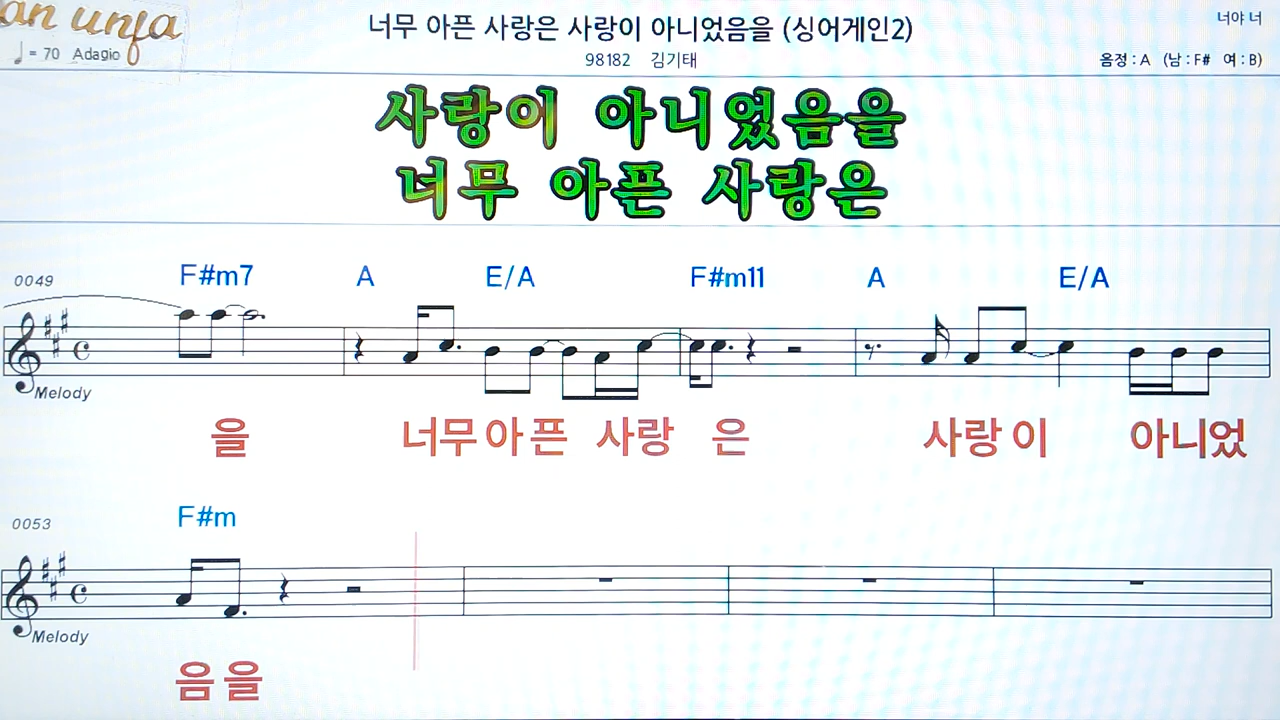 너무 아픈 사랑은 사랑이 아니었음을 (싱어게인2)
너야 너
♩= 70 Adagio
98182 김기태
음정 : A (남 : F# 여 : B)
사랑이 아니었음을
너무 아픈 사랑은
0049 F#m7 A E/A F#m11 A E/A
Melody
을 너무아픈 사랑 은 사랑 이 아니었
0053 F#m
Melody
음을